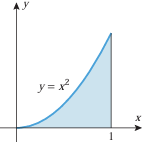 y
y = x²
x
1